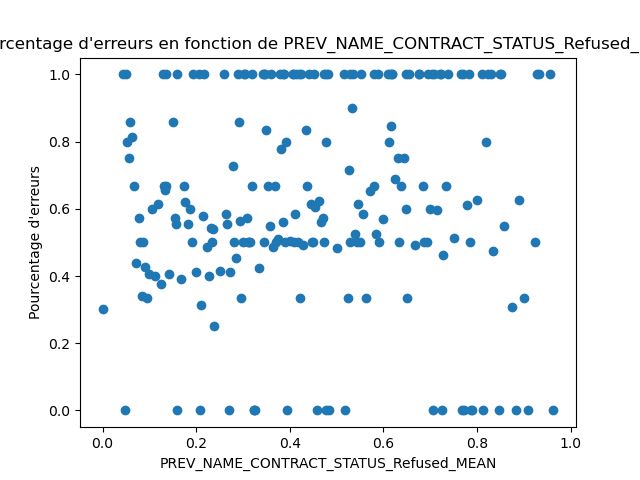 rcentage d'erreurs en fonction de PREV_NAME_CONTRACT_STATUS_Refused_
1.0
0.8
0.6
0.4
0.2
0.0
Pourcentage d'erreurs
0.0 0.2 0.4 0.6 0.8 1.0
PREV_NAME_CONTRACT_STATUS_Refused_MEAN